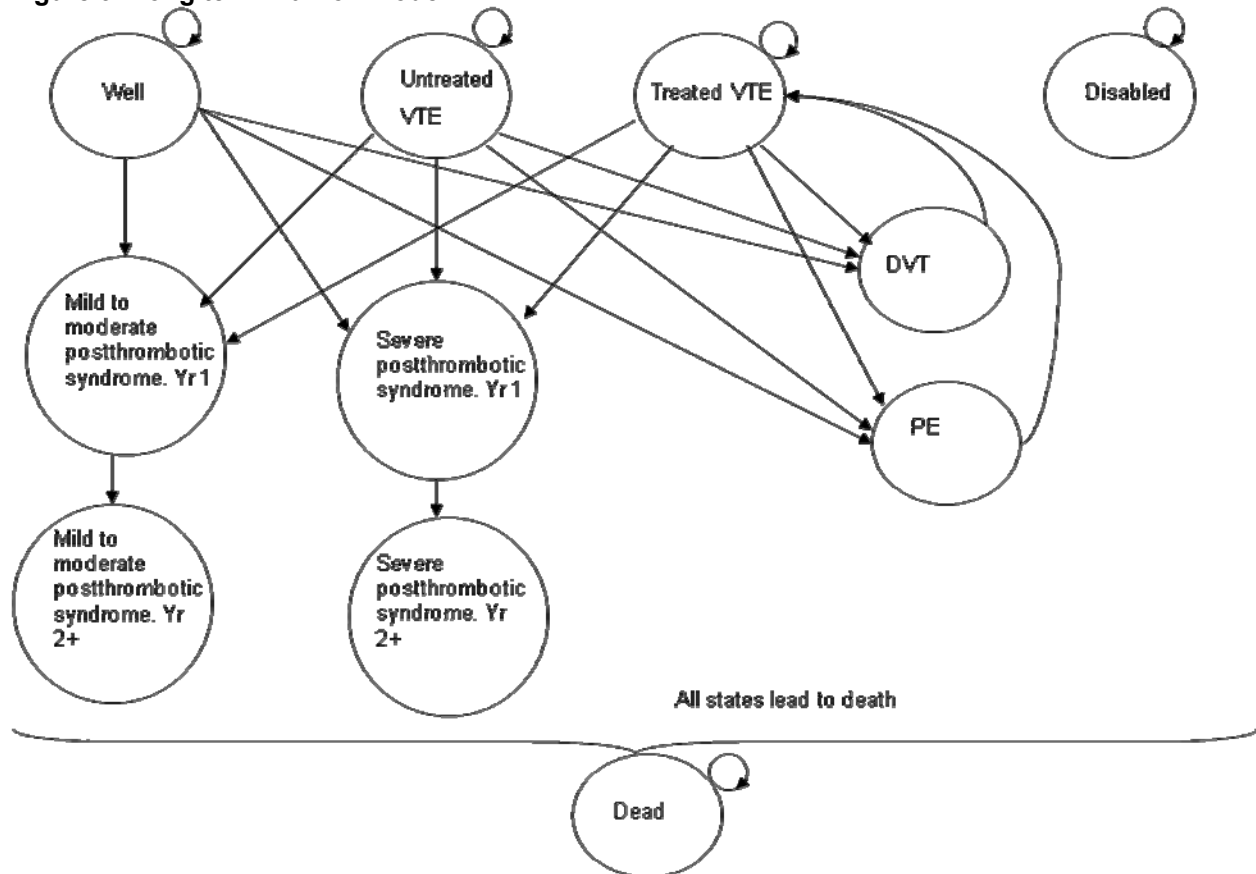 Well
Untreated
VTE
Treated VTE
Disabled
DVT
Mild to
moderate
postthrombotic
syndrome. Yr 1
Severe
postthrombotic
syndrome. Yr 1
PE
Mild to
moderate
postthrombotic
syndrome. Yr
2+
Severe
postthrombotic
syndrome. Yr
2+
All states lead to death
Dead